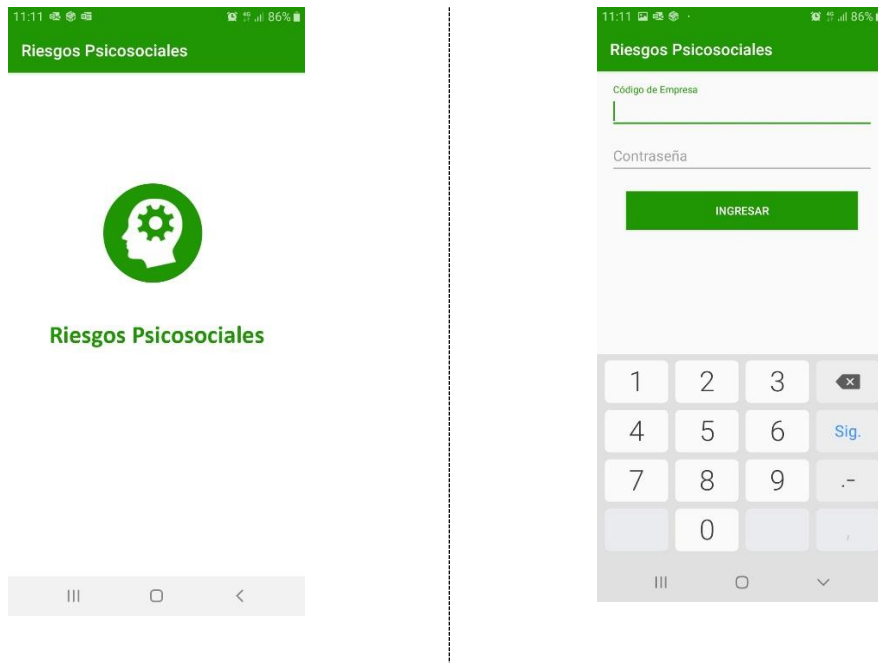 11:11 86%
Riesgos Psicosociales
Riesgos Psicosociales
11:11 86%
Riesgos Psicosociales
Código de Empresa
Contraseña
INGRESAR
1 2 3
4 5 6 Sig.
7 8 9 .-
0 ,